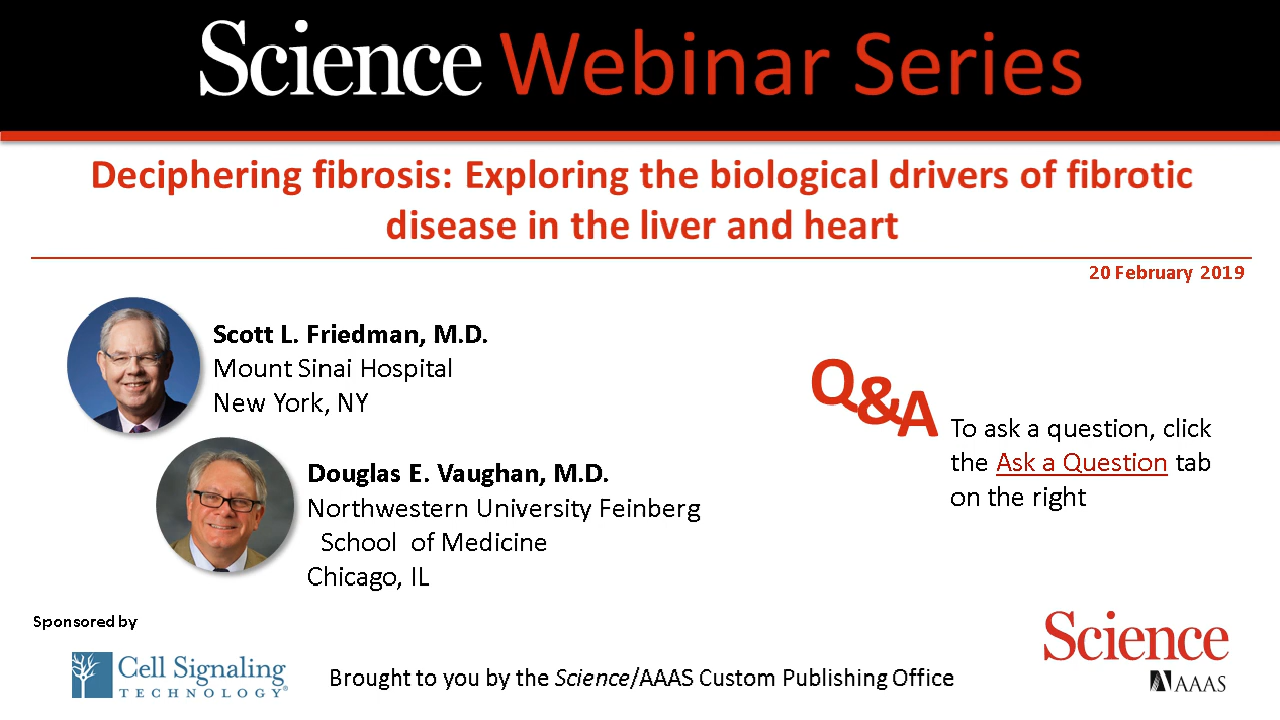 Science Webinar Series
Deciphering fibrosis: Exploring the biological drivers of fibrotic
disease in the liver and heart
20 February 2019
Scott L. Friedman, M.D.
Mount Sinai Hospital
New York, NY
Douglas E. Vaughan, M.D.
Northwestern University Feinberg
School of Medicine
Chicago, IL
Q&A
To ask a question, click
the Ask a Question tab
on the right
Sponsored by
Cell Signaling
TECHNOLOGY®
Brought to you by the Science/AAAS Custom Publishing Office
Science
AAAS